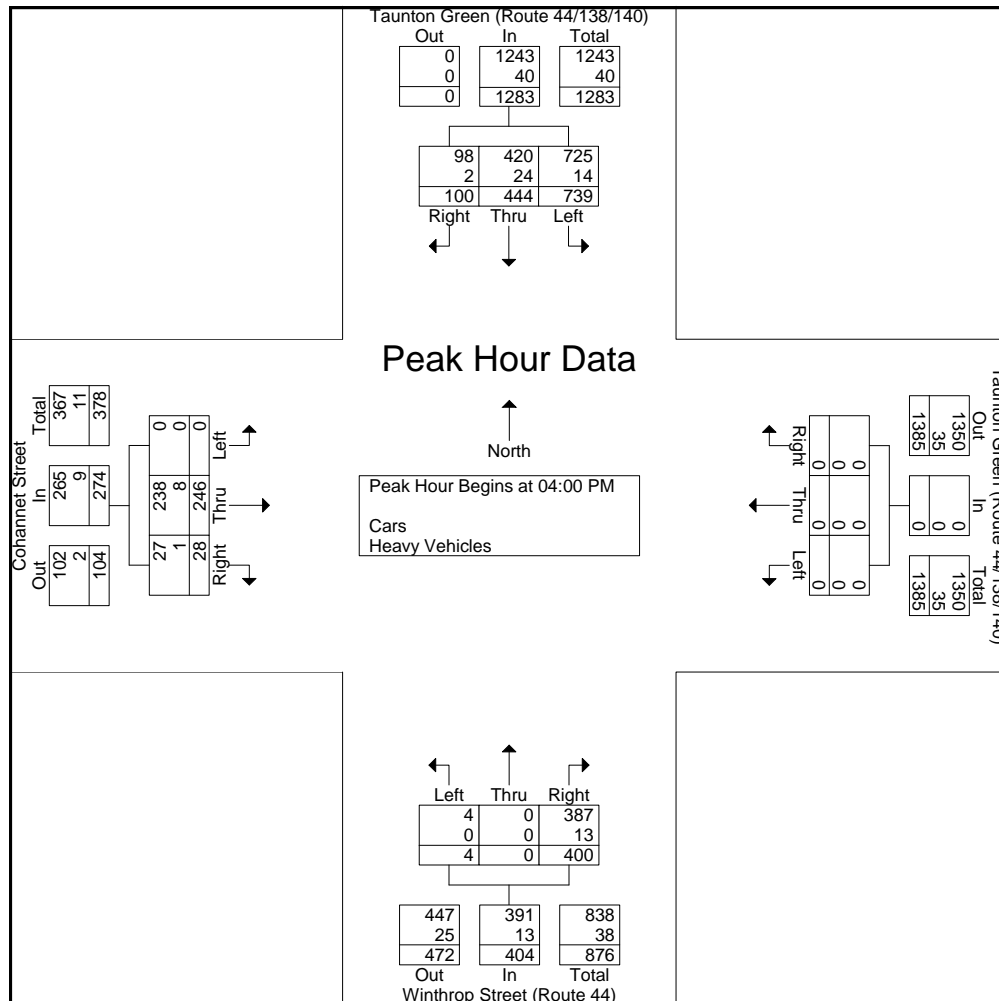 Taunton Green (Route 44/138/140)
Out In Total
0 1243 1243
0 40 40
0 1283 1283
98 420 725
2 24 14
100 444 739
Right Thru Left
Peak Hour Data
North
Peak Hour Begins at 04:00 PM
Cars
Heavy Vehicles
Cohannet Street
Total In Out
367 265 102
11 9 2
378 274 104
0 238 27
0 8 1
0 246 28
Left Thru Right
Taunton Green (Route 44/138/140)
Out In Total
1350 0 1350
35 0 35
1385 0 1385
0 0 0
0 0 0
0 0 0
Right Thru Left
Left Thru Right
4 0 387
0 0 13
4 0 400
447 391 838
25 13 38
472 404 876
Out In Total
Winthrop Street (Route 44)